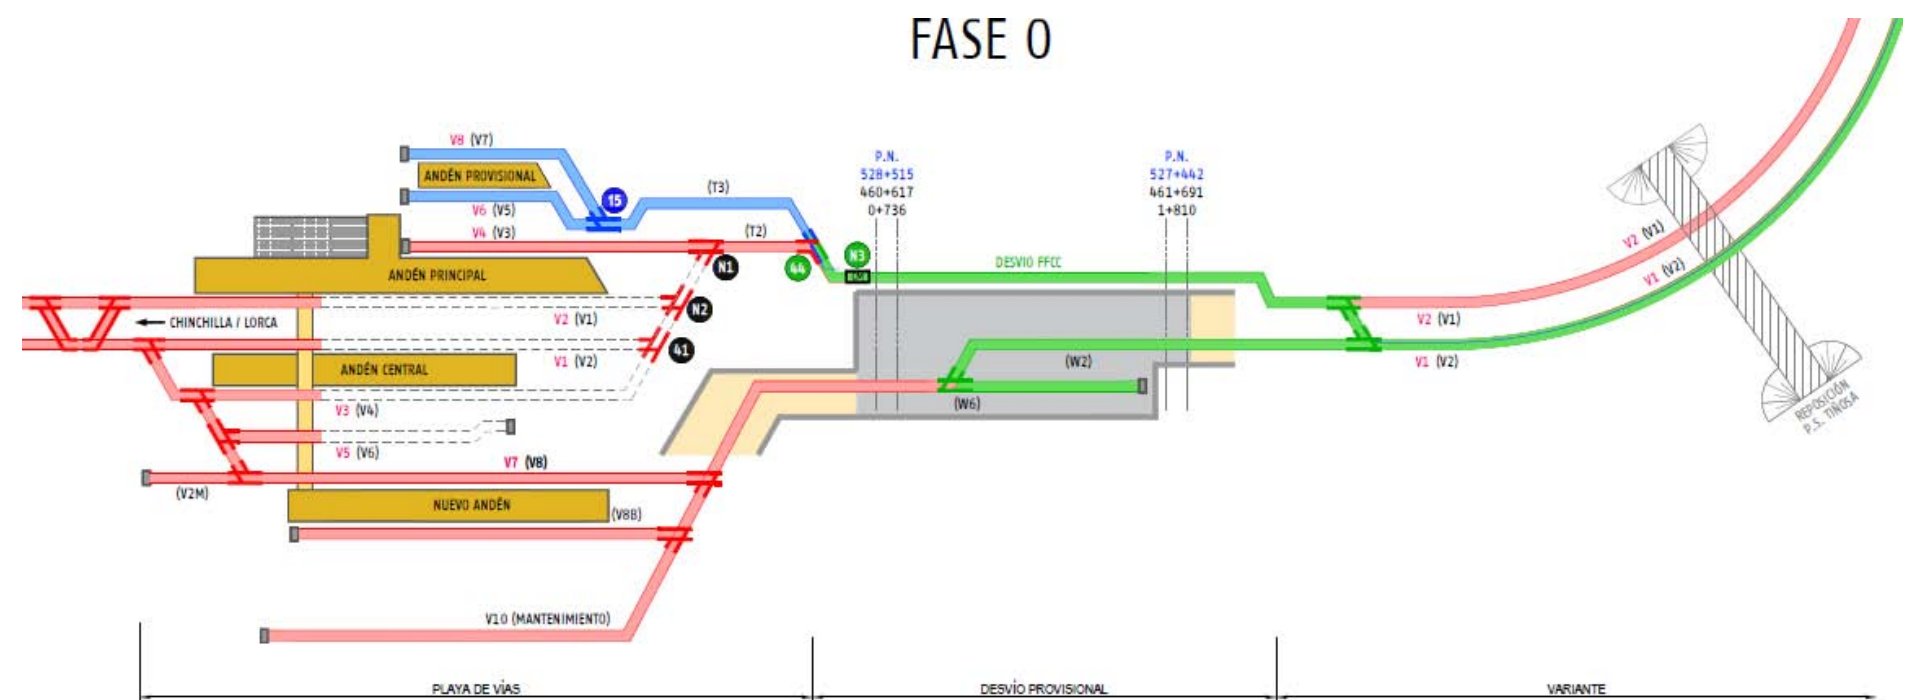 FASE 0
V8 (V7)
ANDÉN PROVISIONAL
V6 (V5)
15
(T3)
V4 (V3)
(T2)
N1
44
N3
P.N.
528+515
460+617
0+736
P.N.
527+442
461+691
1+810
DESVIO FFCC
ANDÉN PRINCIPAL
N2
CHINCHILLA / LORCA
V2 (V1)
V1 (V2)
41
ANDÉN CENTRAL
V3 (V4)
V5 (V6)
V7 (V8)
(V2M)
NUEVO ANDÉN
(V8B)
V10 (MANTENIMIENTO)
(W2)
(W6)
V2 (V1)
V1 (V2)
V2 (V1)
V1 (V2)
REPOSICIÓN
P.S. TIÑOSA
PLAYA DE VÍAS
DESVÍO PROVISIONAL
VARIANTE